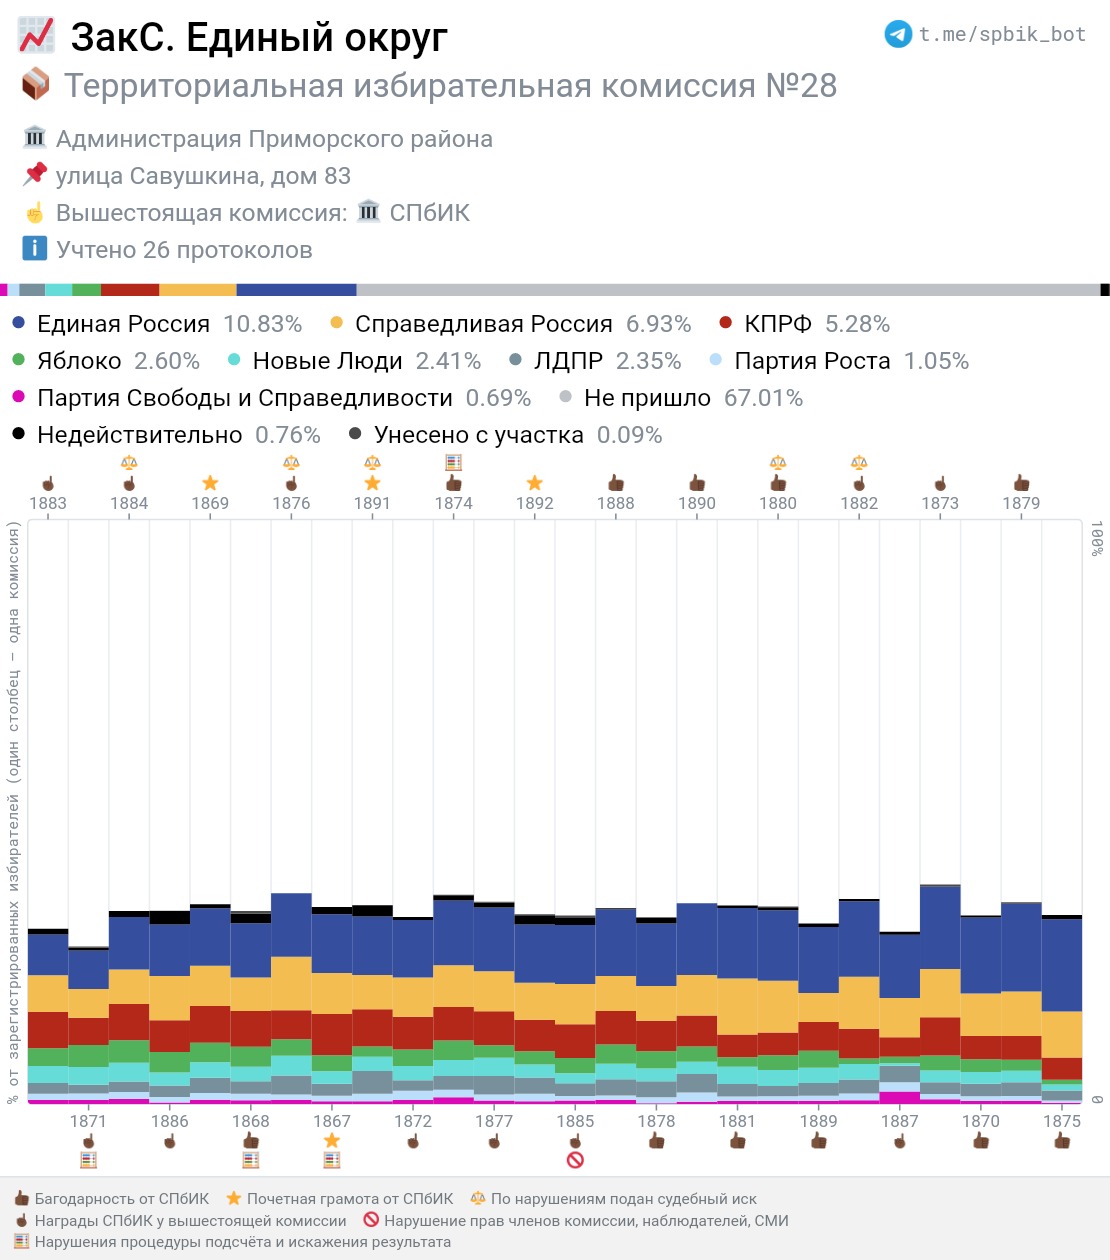 ЗакС. Единый округ
t.me/spbik_bot
Территориальная избирательная комиссия №28
Администрация Приморского района
улица Савушкина, дом 83
Вышестоящая комиссия: СПбИК
Учтено 26 протоколов
Единая Россия 10.83% Справедливая Россия 6.93% КПРФ 5.28%
Яблоко 2.60% Новые Люди 2.41% ЛДПР 2.35% Партия Роста 1.05%
Партия Свободы и Справедливости 0.69% Не пришло 67.01%
Недействительно 0.76% Унесено с участка 0.09%
1883 1884 1869 1876 1891 1874 1892 1888 1890 1880 1882 1873 1879
% от зарегистрированных избирателей (один столбец – одна комиссия)
100%
0
1871 1886 1868 1867 1872 1877 1885 1878 1881 1889 1887 1870 1875
Багодарность от СПбИК Почетная грамота от СПбИК По нарушениям подан судебный иск
Награды СПбИК у вышестоящей комиссии Нарушение прав членов комиссии, наблюдателей, СМИ
Нарушения процедуры подсчёта и искажения результата